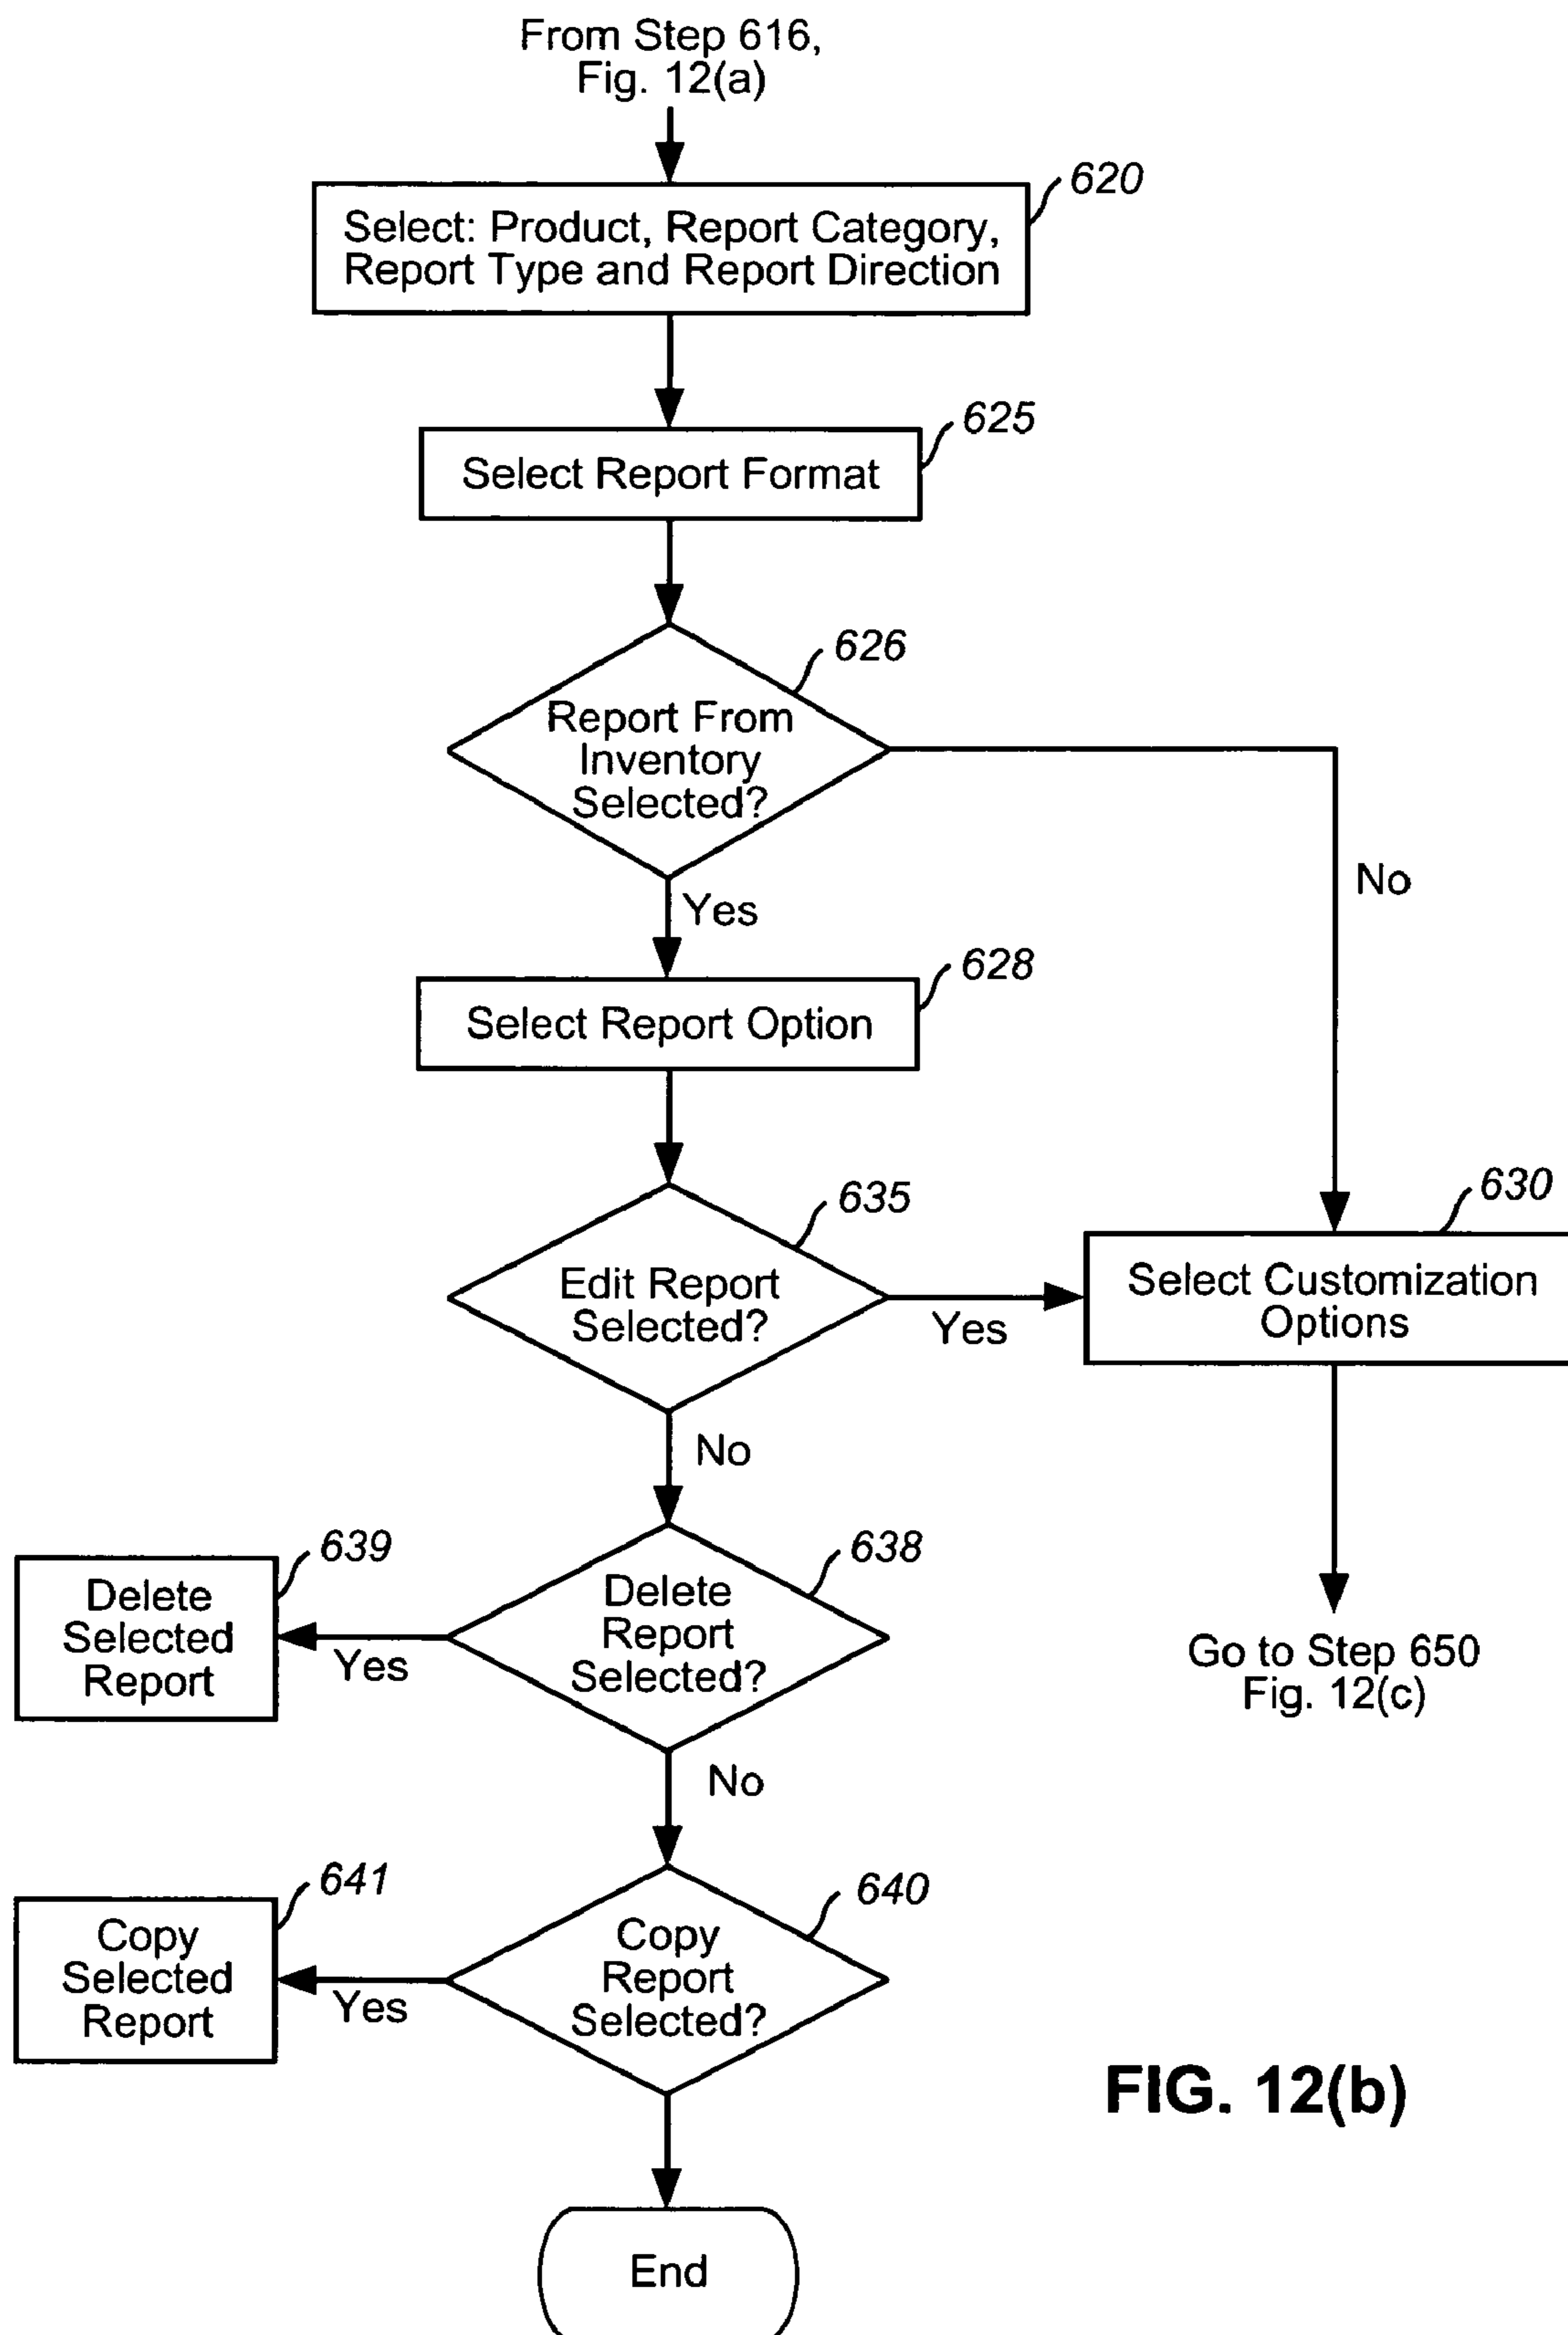 From Step 616,
Fig. 12(a)
620
Select: Product, Report Category,
Report Type and Report Direction
625
Select Report Format
626
Report From
Inventory
Selected?
No
Yes
628
Select Report Option
635
Edit Report
Selected?
Yes
630
Select Customization
Options
No
639
Delete
Selected
Report
638
Delete
Report
Selected?
Yes
Go to Step 650
Fig. 12(c)
No
641
Copy
Selected
Report
640
Copy
Report
Selected?
Yes
FIG. 12(b)
End